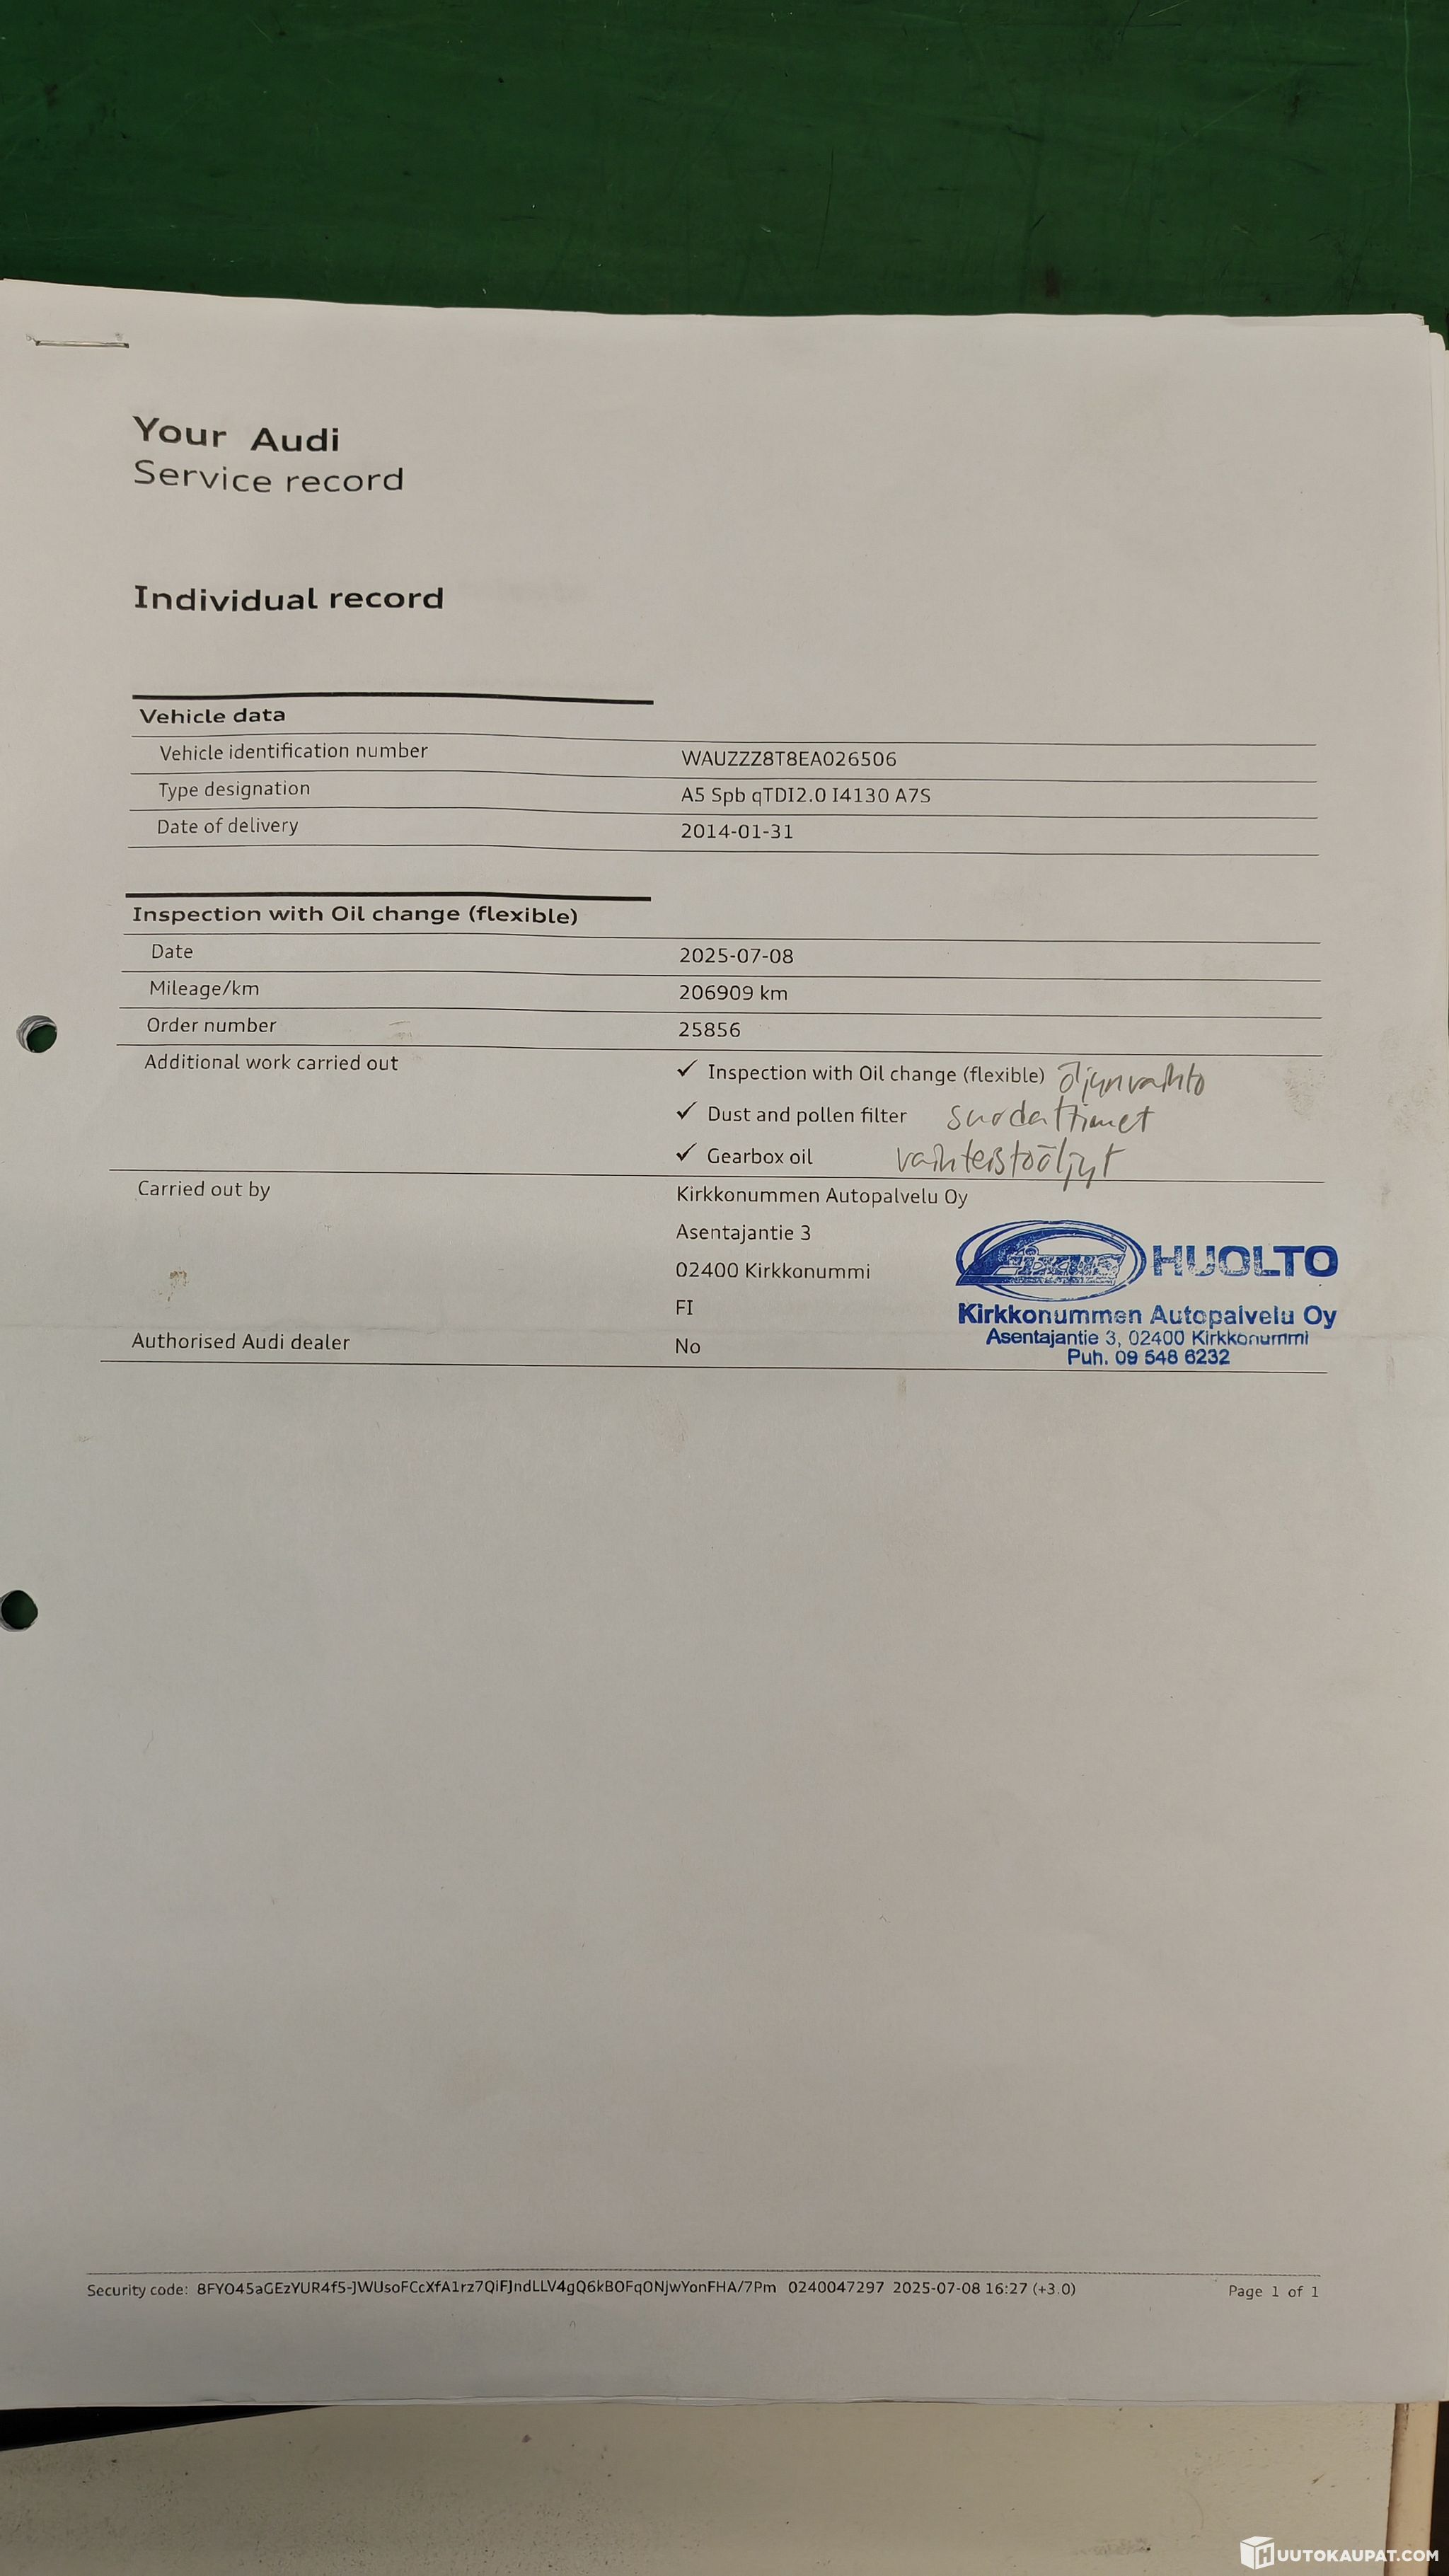 Your Audi
Service record
Individual record
Vehicle data
Vehicle identification number WAUZZZ8T8EA026506
Type designation A5 Spb qTDI2.0 I4130 A7S
Date of delivery 2014-01-31
Inspection with Oil change (flexible)
Date 2025-07-08
Mileage/km 206909 km
Order number 25856
Additional work carried out ✓ Inspection with Oil change (flexible) öljynvaihto
✓ Dust and pollen filter suodattimet
✓ Gearbox oil vaihteistoöljyt
Carried out by Kirkkonummen Autopalvelu Oy
Asentajantie 3
02400 Kirkkonummi
FI
Authorised Audi dealer No
Fixus HUOLTO
Kirkkonummen Autopalvelu Oy
Asentajantie 3, 02400 Kirkkonummi
Puh. 09 548 6232
Security code: 8FYO45aGEzYUR4f5-JWUsoFCcXfA1rz7QiFJndLLV4gQ6kBOFqONjwYonFHA/7Pm 0240047297 2025-07-08 16:27 (+3.0) Page 1 of 1
HUUTOKAUPAT.COM